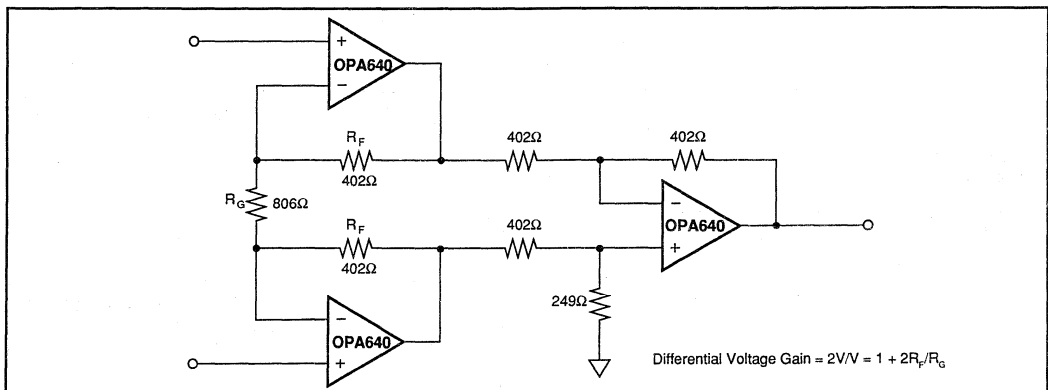 +
OPA640
−
R_F
402Ω
402Ω
402Ω
R_G
806Ω
−
OPA640
+
R_F
402Ω
402Ω
249Ω
−
OPA640
+
Differential Voltage Gain = 2V/V = 1 + 2R_F/R_G